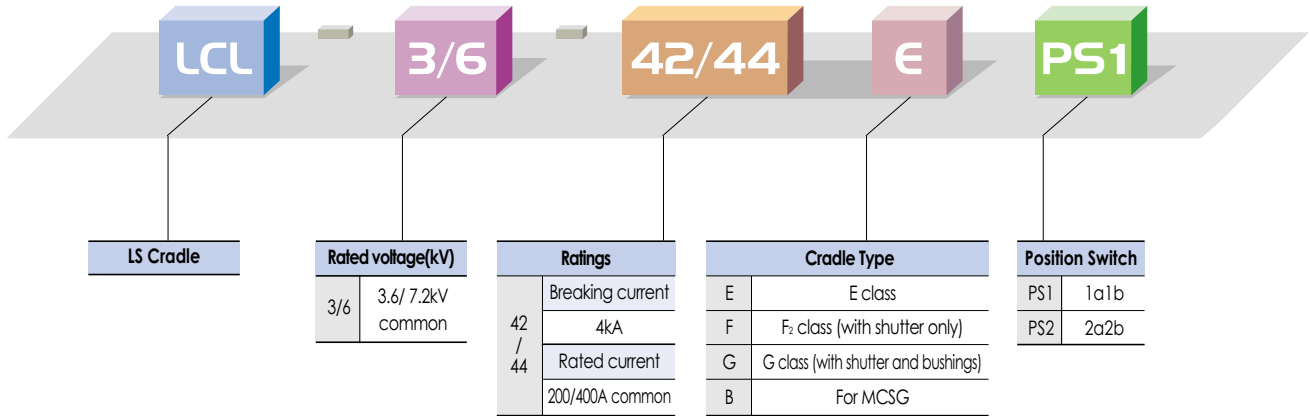 LCL 3/6 42/44 E PS1
LS Cradle
Rated voltage(kV)
3/6 3.6/ 7.2kV
common
Ratings
42
/
44
Breaking current
4kA
Rated current
200/400A common
Cradle Type
E E class
F F₂ class (with shutter only)
G G class (with shutter and bushings)
B For MCSG
Position Switch
PS1 1a1b
PS2 2a2b